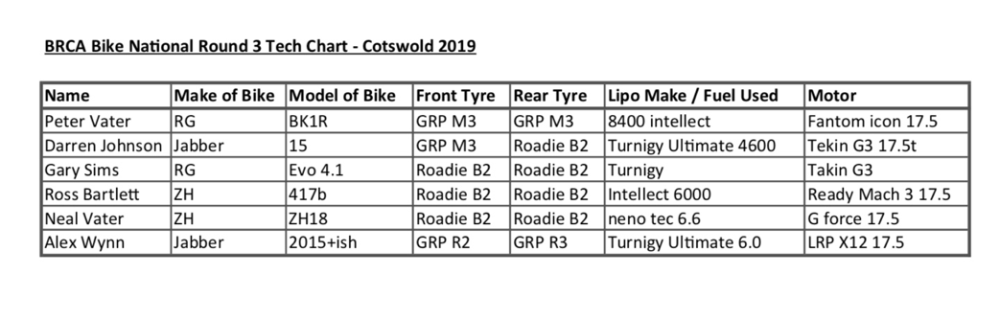 BRCA Bike National Round 3 Tech Chart - Cotswold 2019
Name Make of Bike Model of Bike Front Tyre Rear Tyre Lipo Make / Fuel Used Motor
Peter Vater RG BK1R GRP M3 GRP M3 8400 intellect Fantom icon 17.5
Darren Johnson Jabber 15 GRP M3 Roadie B2 Turnigy Ultimate 4600 Tekin G3 17.5t
Gary Sims RG Evo 4.1 Roadie B2 Roadie B2 Turnigy Takin G3
Ross Bartlett ZH 417b Roadie B2 Roadie B2 Intellect 6000 Ready Mach 3 17.5
Neal Vater ZH ZH18 Roadie B2 Roadie B2 neno tec 6.6 G force 17.5
Alex Wynn Jabber 2015+ish GRP R2 GRP R3 Turnigy Ultimate 6.0 LRP X12 17.5